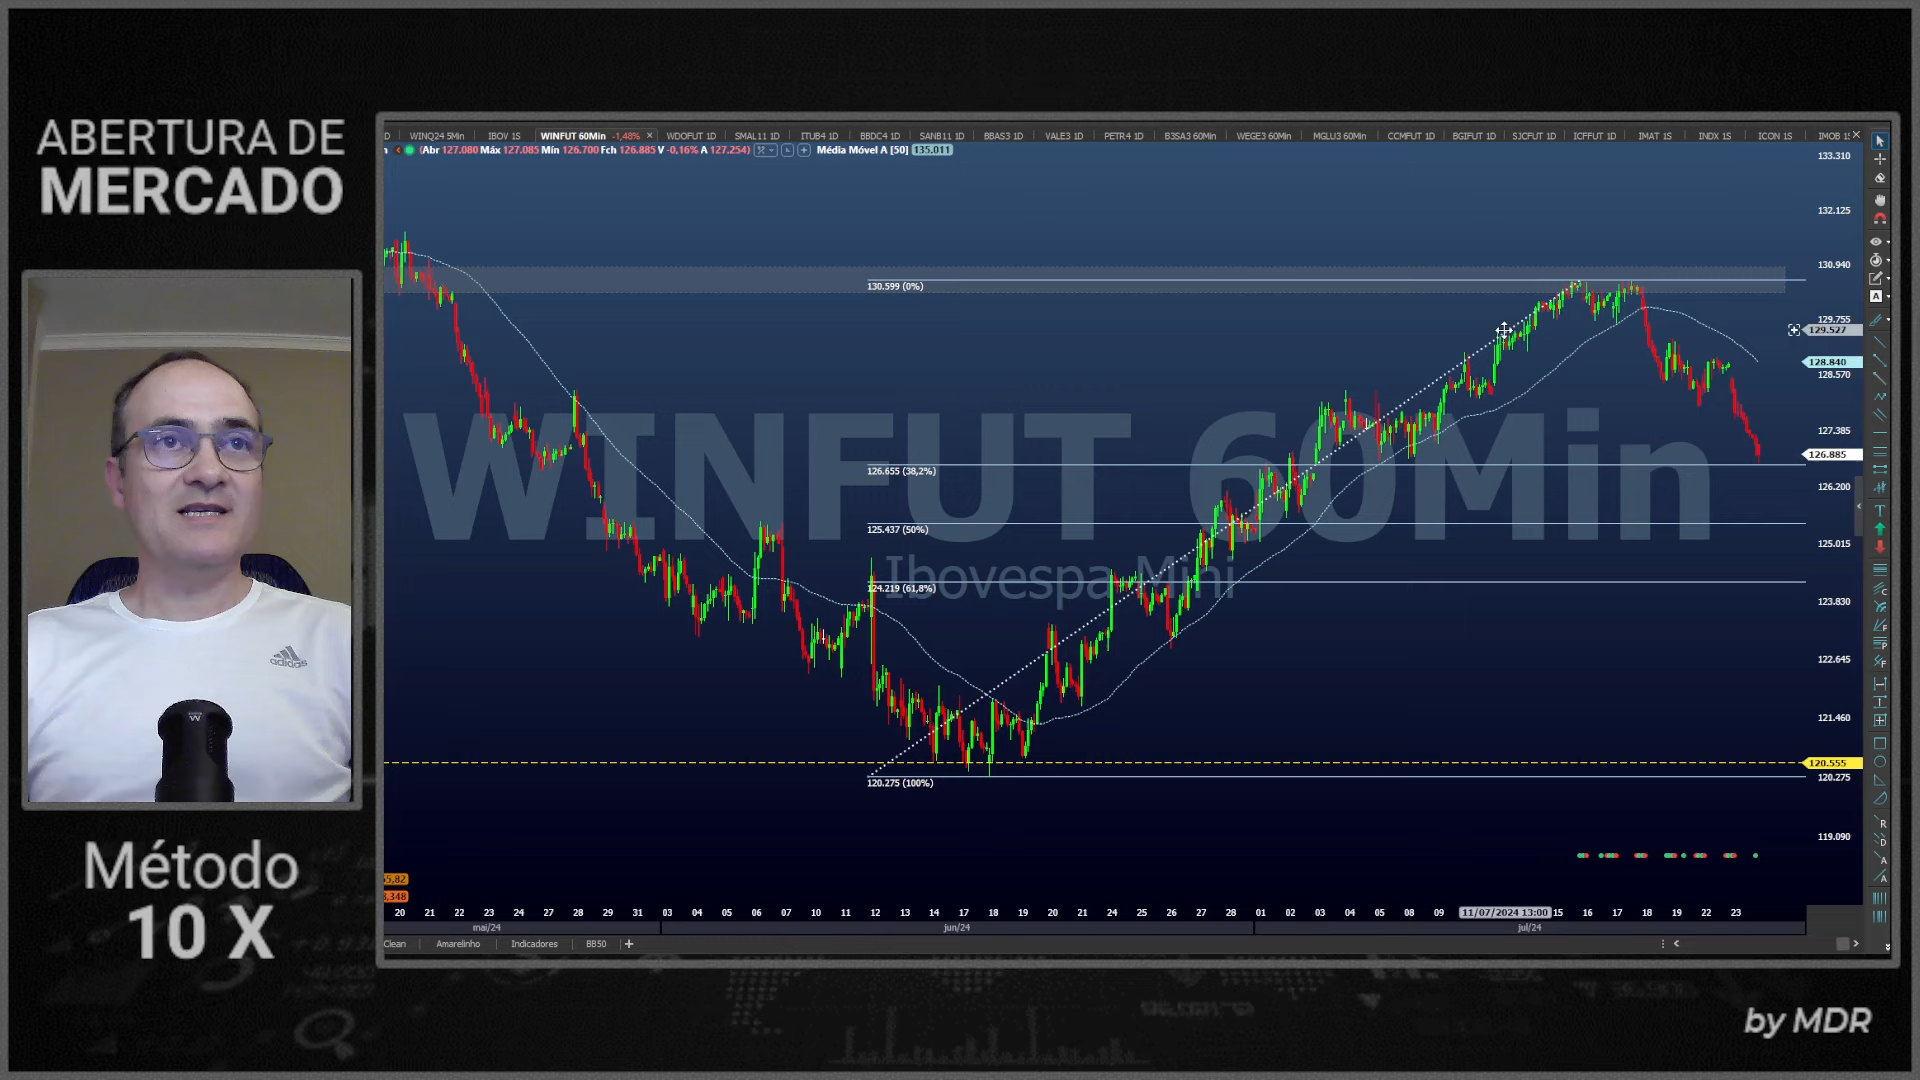 ABERTURA DE
MERCADO
adidas
Método
10 X
by MDR
D WINQ24 5Min IBOV 1S WINFUT 60Min -1,48% × WDOFUT 1D SMAL11 1D ITUB4 1D BBDC4 1D SANB11 1D BBAS3 1D VALE3 1D PETR4 1D B3SA3 60Min WEGE3 60Min MGLU3 60Min CCMFUT 1D BGIFUT 1D SJCFUT 1D ICFFUT 1D IMAT 1S INDX 1S ICON 1S IMOB 1S
(Abr 127.080 Máx 127.085 Mín 126.700 Fch 126.885 V -0,16% A 127.254) Média Móvel A [50] 135.011
WINFUT 60Min
Ibovespa Mini
130.599 (0%)
126.655 (38,2%)
125.437 (50%)
124.219 (61,8%)
120.275 (100%)
133.310
132.125
130.940
129.755
129.527
128.840
128.570
127.385
126.885
126.200
125.015
123.830
122.645
121.460
120.555
120.275
119.090
55,82
,348
20 21 22 23 24 27 28 29 31 03 04 05 06 07 10 11 12 13 14 17 18 19 20 21 24 25 26 27 28 01 02 03 04 05 08 09 11/07/2024 13:00 15 16 17 18 19 22 23
mai/24 jun/24 jul/24
Clean Amarelinho Indicadores BB50 +